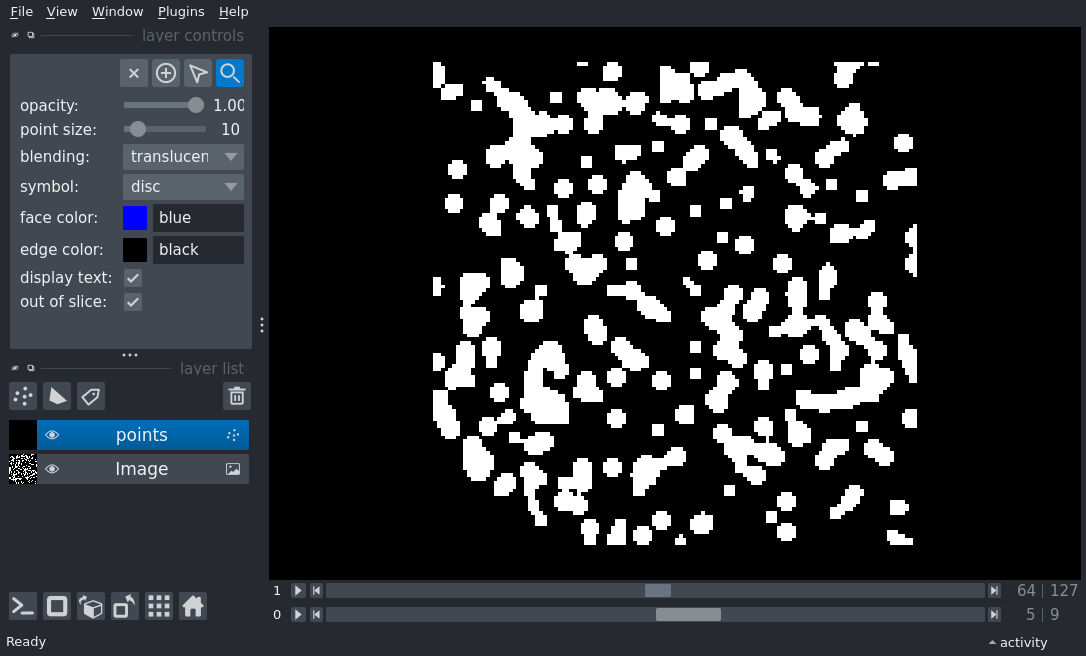 File View Window Plugins Help
layer controls
opacity: 1.00
point size: 10
blending: translucen
symbol: disc
face color: blue
edge color: black
display text:
out of slice:
layer list
points
Image
1 64 | 127
0 5 | 9
Ready activity